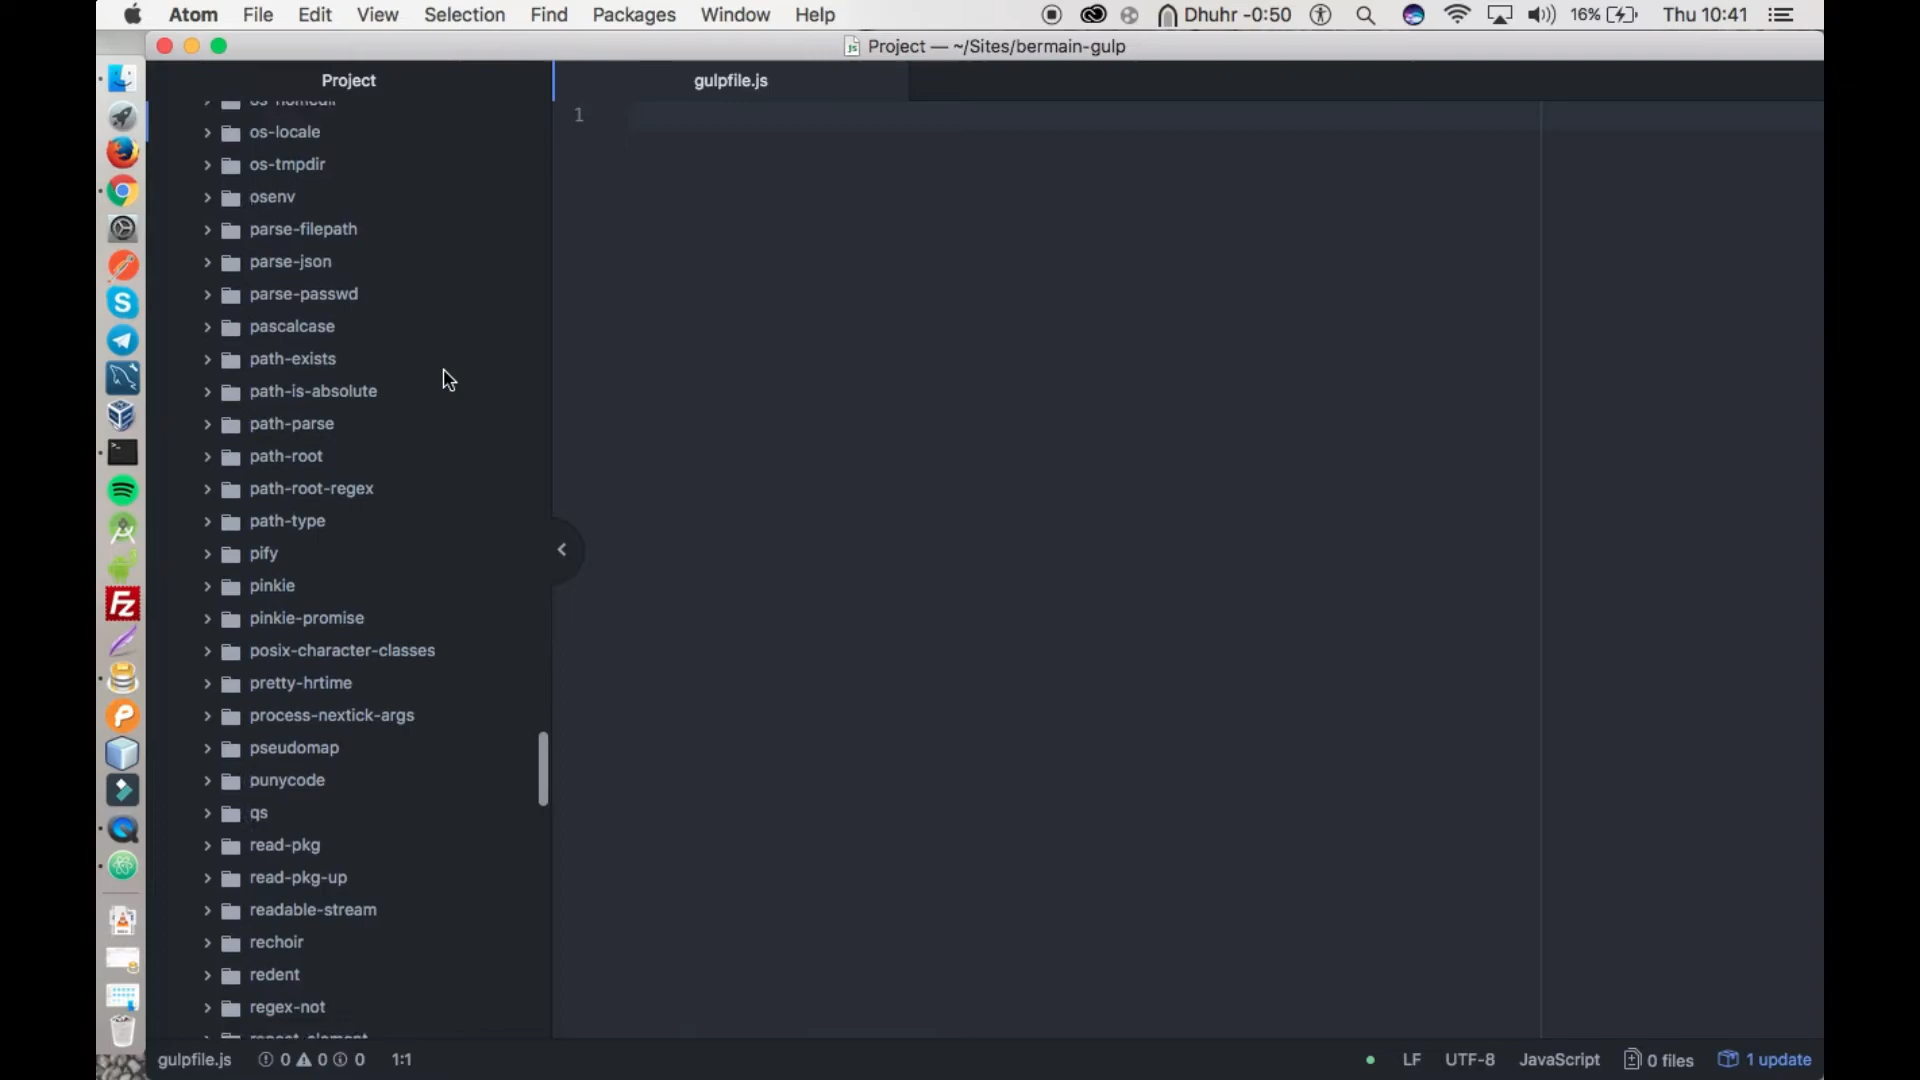 Atom File Edit View Selection Find Packages Window Help Dhuhr -0:50 16% Thu 10:41
Project — ~/Sites/bermain-gulp
Project
gulpfile.js
1
os-homedir
os-locale
os-tmpdir
osenv
parse-filepath
parse-json
parse-passwd
pascalcase
path-exists
path-is-absolute
path-parse
path-root
path-root-regex
path-type
pify
pinkie
pinkie-promise
posix-character-classes
pretty-hrtime
process-nextick-args
pseudomap
punycode
qs
read-pkg
read-pkg-up
readable-stream
rechoir
redent
regex-not
repeat-element
gulpfile.js 0 0 0 1:1 LF UTF-8 JavaScript 0 files 1 update